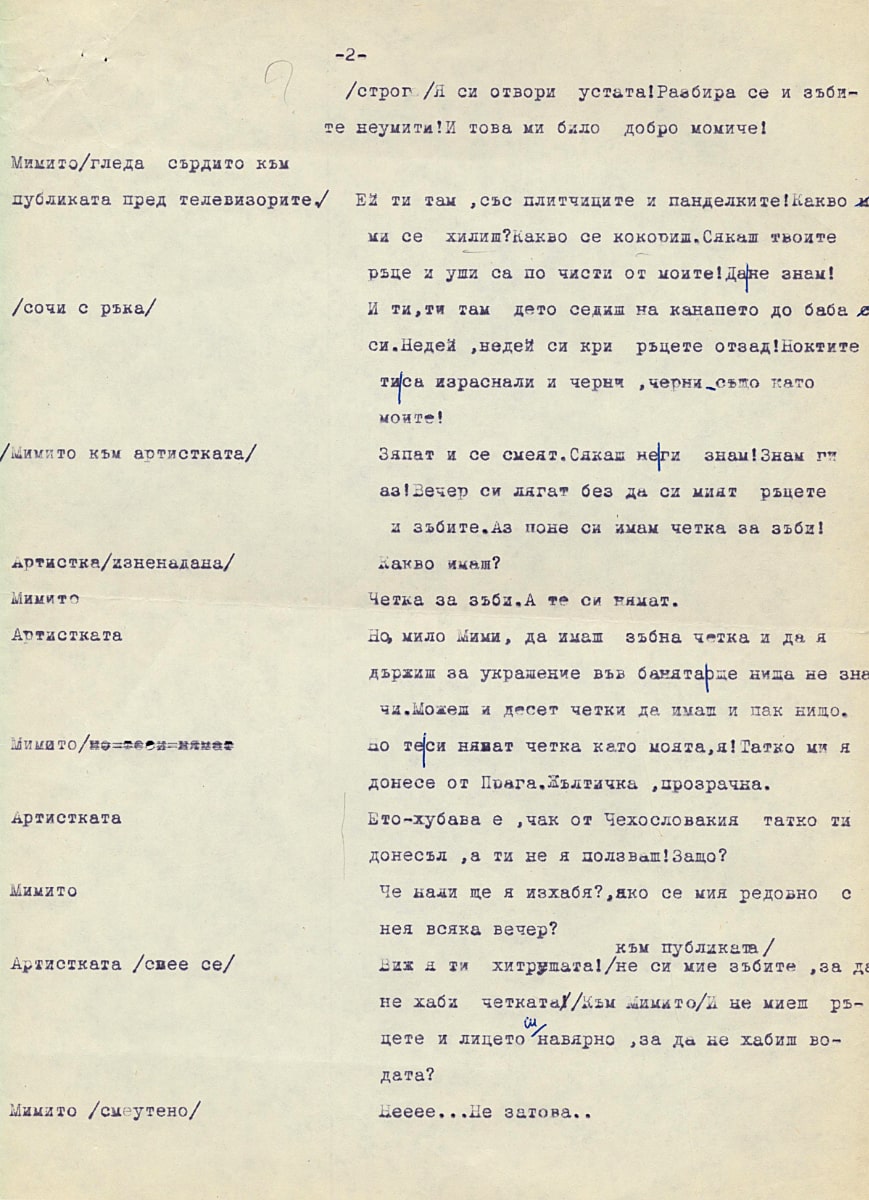 -2-
/строг /Я си отвори устата!Разбира се и зъби-
те неумити!И това ми било добро момиче!
Мимито/гледа сърдито към
публиката пред телевизорите/ Ей ти там ,със плитчиците и панделките!Какво
ми се хилиш?Какво се кокориш.Сякаш твоите
ръце и уши са по чисти от моите!Да не знам!
/сочи с ръка/ И ти,ти там дето седиш на канапето до баба
си.Недей ,недей си кри ръцете отзад!Ноктите
ти са израснали и черни ,черни също като
моите!
/Мимито към артистката/ Зяпат и се смеят.Сякаш не ги знам!Знам ги
аз!Вечер си лягат без да си мият ръцете
и зъбите.Аз поне си имам четка за зъби!
Артистка/изненадана/ Какво имаш?
Мимито Четка за зъби.А те си нямат.
Артистката Но, мило Мими, да имаш зъбна четка и да я
държиш за украшение във банята още нища не зна
чи.Можеш и десет четки да имаш и пак нищо.
Мимито/но теси нямат Но те си нямат четка като моята,я!Татко ми я
донесе от Прага.Жълтичка ,прозрачна.
Артистката Ето-хубава е ,чак от Чехословакия татко ти
донесъл ,а ти не я ползваш!Защо?
Мимито Че нали ще я изхабя?,ако се мия редовно с
нея всяка вечер?
към публиката/
Артистката /смее се/ Виж я ти хитрушата!/не си мие зъбите ,за да
не хаби четката!/Към Мимито/И не миеш ръ-
цете и лицето си навярно ,за да не хабиш во-
дата?
Мимито /смеутено/ Нееее...Не затова..